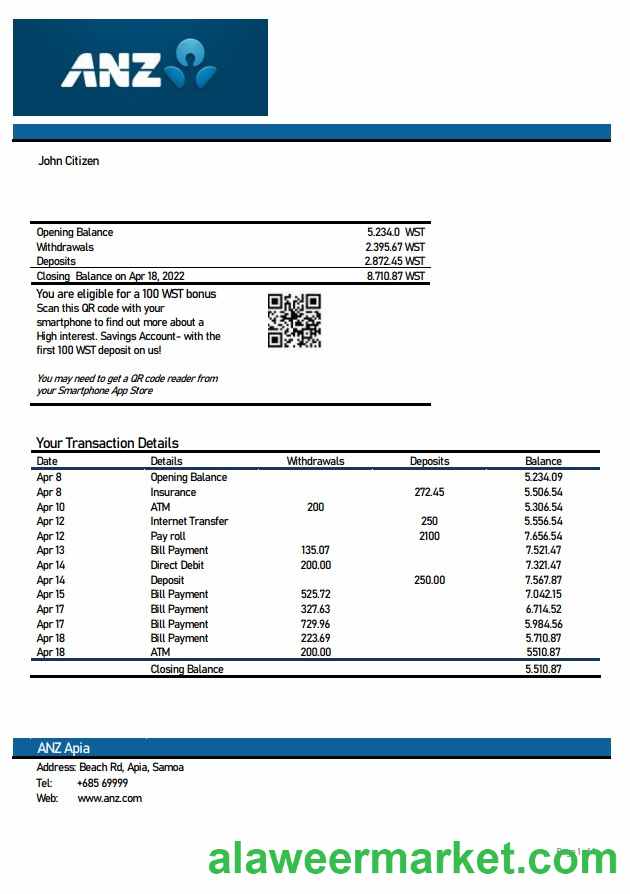 ANZ
John Citizen
Opening Balance 5.234.0 WST
Withdrawals 2.395.67 WST
Deposits 2.872.45 WST
Closing Balance on Apr 18, 2022 8.710.87 WST
You are eligible for a 100 WST bonus
Scan this QR code with your
smartphone to find out more about a
High interest. Savings Account- with the
first 100 WST deposit on us!
You may need to get a QR code reader from
your Smartphone App Store
Your Transaction Details
Date Details Withdrawals Deposits Balance
Apr 8 Opening Balance 5.234.09
Apr 8 Insurance 272.45 5.506.54
Apr 10 ATM 200 5.306.54
Apr 12 Internet Transfer 250 5.556.54
Apr 12 Pay roll 2100 7.656.54
Apr 13 Bill Payment 135.07 7.521.47
Apr 14 Direct Debit 200.00 7.321.47
Apr 14 Deposit 250.00 7.567.87
Apr 15 Bill Payment 525.72 7.042.15
Apr 17 Bill Payment 327.63 6.714.52
Apr 17 Bill Payment 729.96 5.984.56
Apr 18 Bill Payment 223.69 5.710.87
Apr 18 ATM 200.00 5510.87
Closing Balance 5.510.87
ANZ Apia
Address: Beach Rd, Apia, Samoa
Tel: +685 69999
Web: www.anz.com
alaweermarket.com